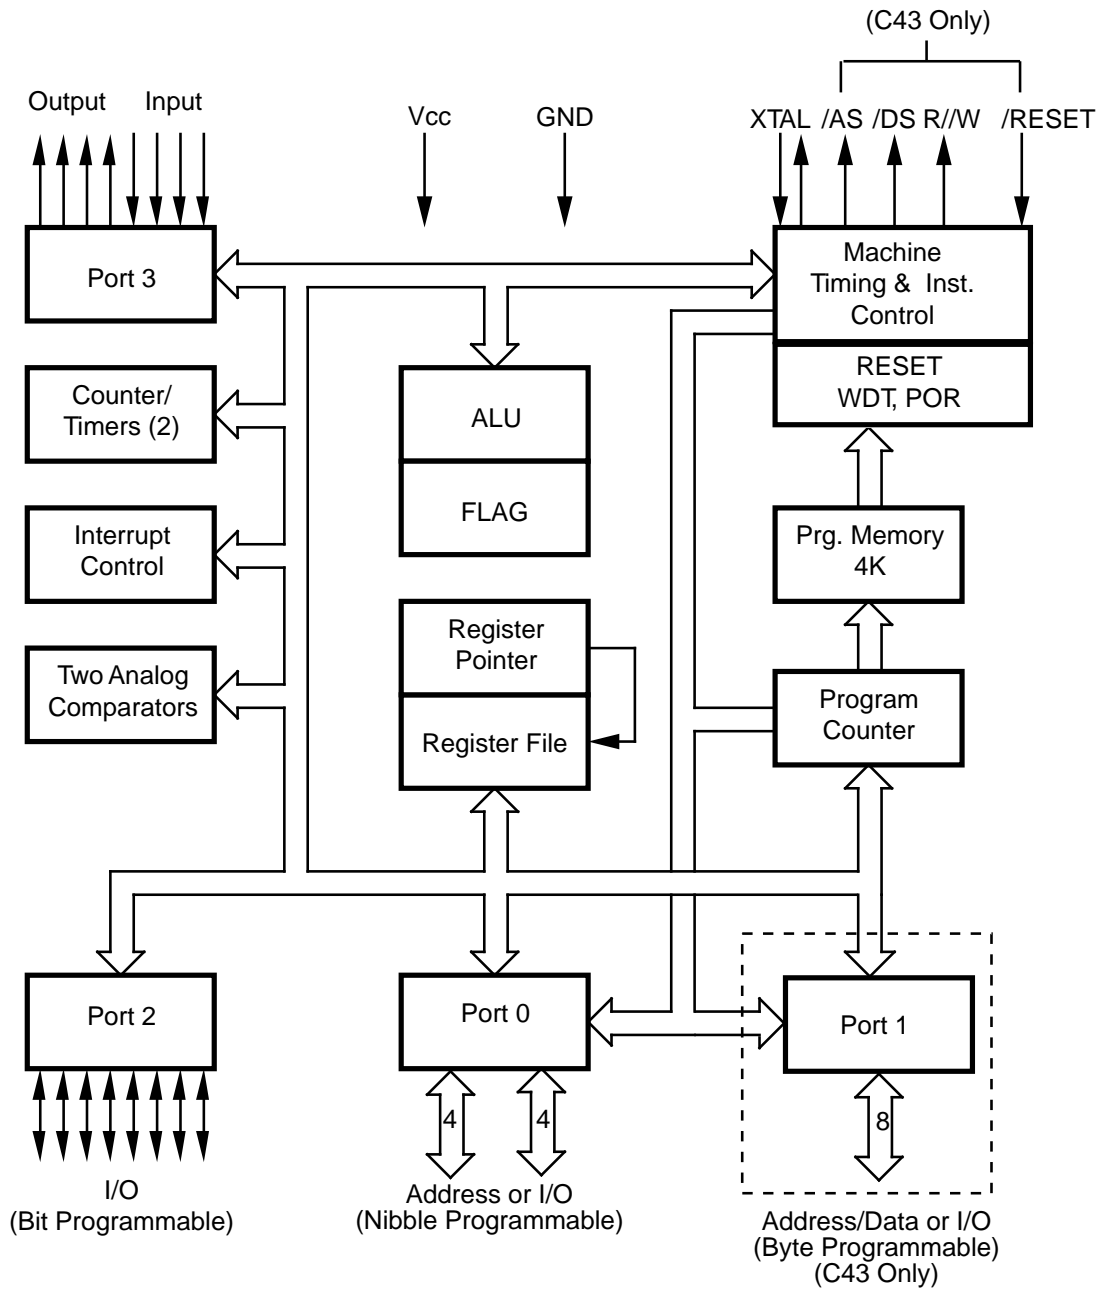 (C43 Only)
Output Input
Vcc GND
XTAL /AS /DS R//W /RESET
Port 3
Machine
Timing & Inst.
Control
RESET
WDT, POR
Counter/
Timers (2)
ALU
FLAG
Interrupt
Control
Prg. Memory
4K
Two Analog
Comparators
Register
Pointer
Register File
Program
Counter
Port 2
Port 0
Port 1
4 4
8
I/O
(Bit Programmable)
Address or I/O
(Nibble Programmable)
Address/Data or I/O
(Byte Programmable)
(C43 Only)